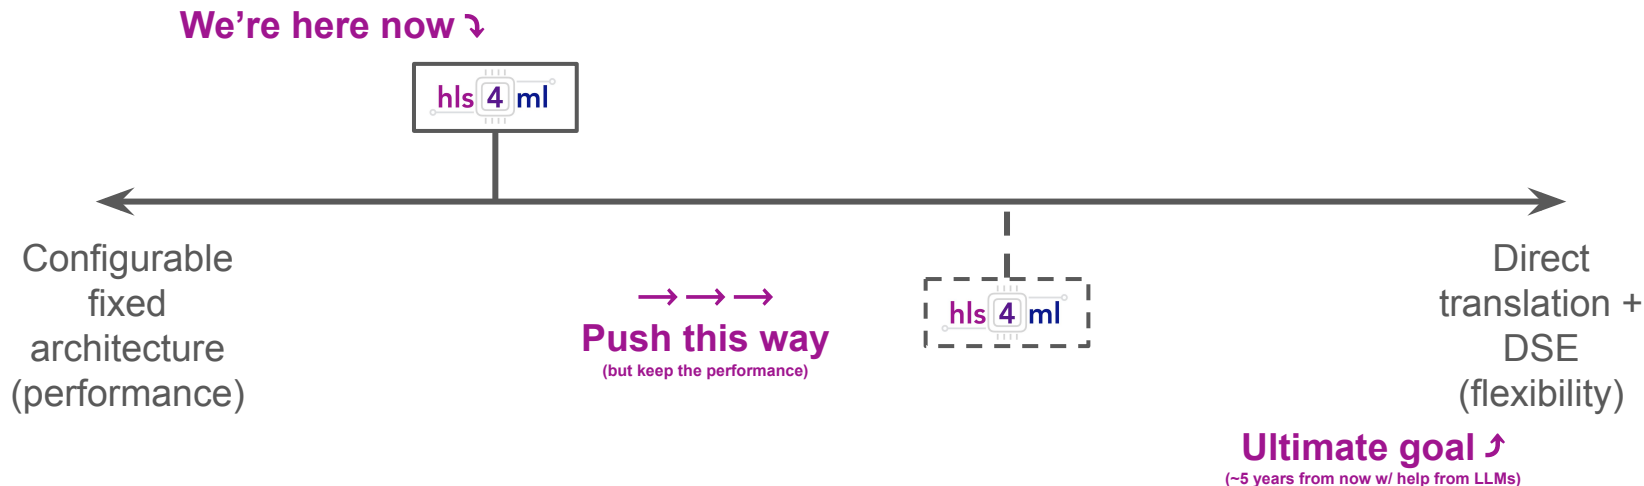 We're here now ⤵
hls 4 ml
Configurable
fixed
architecture
(performance)
→→→
Push this way
(but keep the performance)
hls 4 ml
Direct
translation +
DSE
(flexibility)
Ultimate goal ⤴
(~5 years from now w/ help from LLMs)